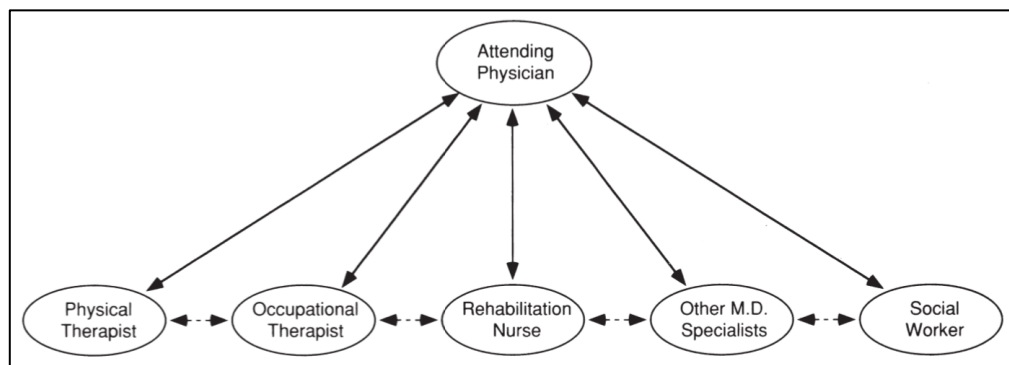 Attending
Physician
Physical
Therapist
Occupational
Therapist
Rehabilitation
Nurse
Other M.D.
Specialists
Social
Worker